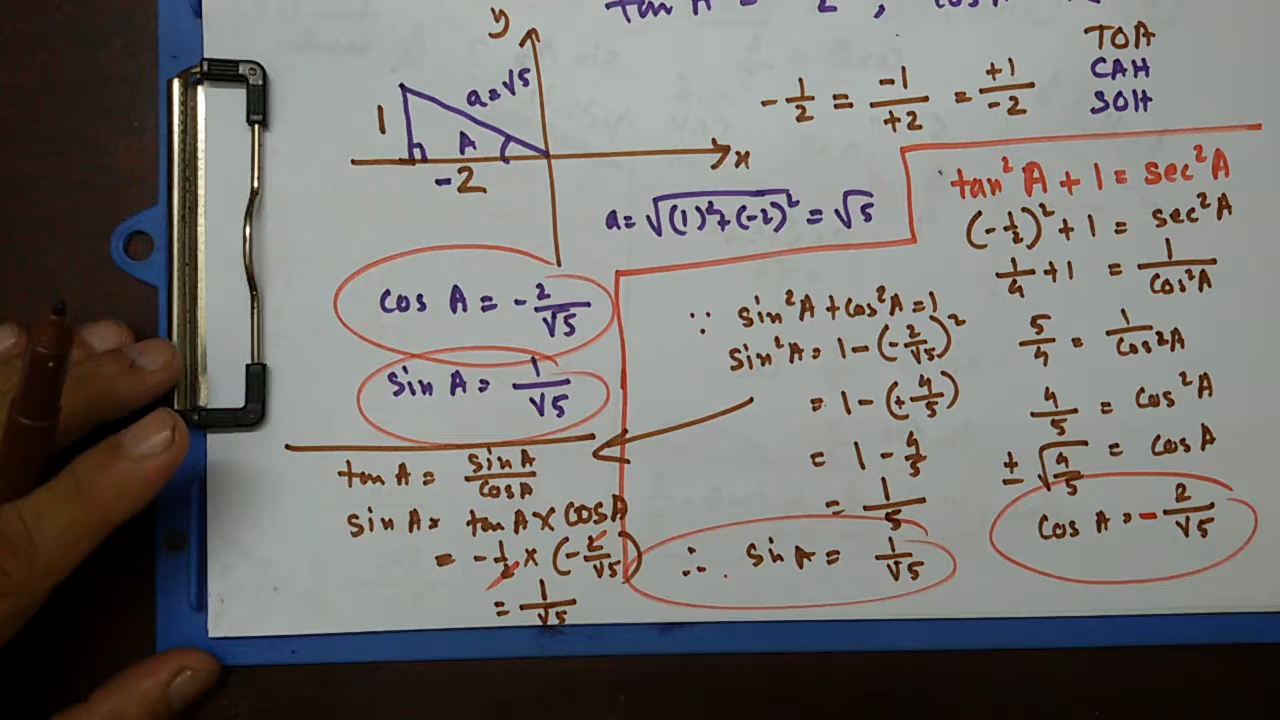 tan A = 2, cos A
y
TOA
CAH
SOH
a=√5
1
A
-2
x
-1/2 = -1/+2 = +1/-2
a=√(1)²+(-2)² = √5
cos A = -2/√5
sin A = 1/√5
tan A = sin A/cos A
sin A = tan A × cos A
= -1/2 × (-2/√5)
= 1/√5
∵ sin²A + cos²A = 1
sin²A = 1-(-2/√5)²
= 1-(+4/5)
= 1-4/5
= 1/5
∴ sin A = 1/√5
tan²A + 1 = sec²A
(-1/2)² + 1 = sec²A
1/4 + 1 = 1/cos²A
5/4 = 1/cos²A
4/5 = cos²A
±√4/5 = cos A
cos A = -2/√5